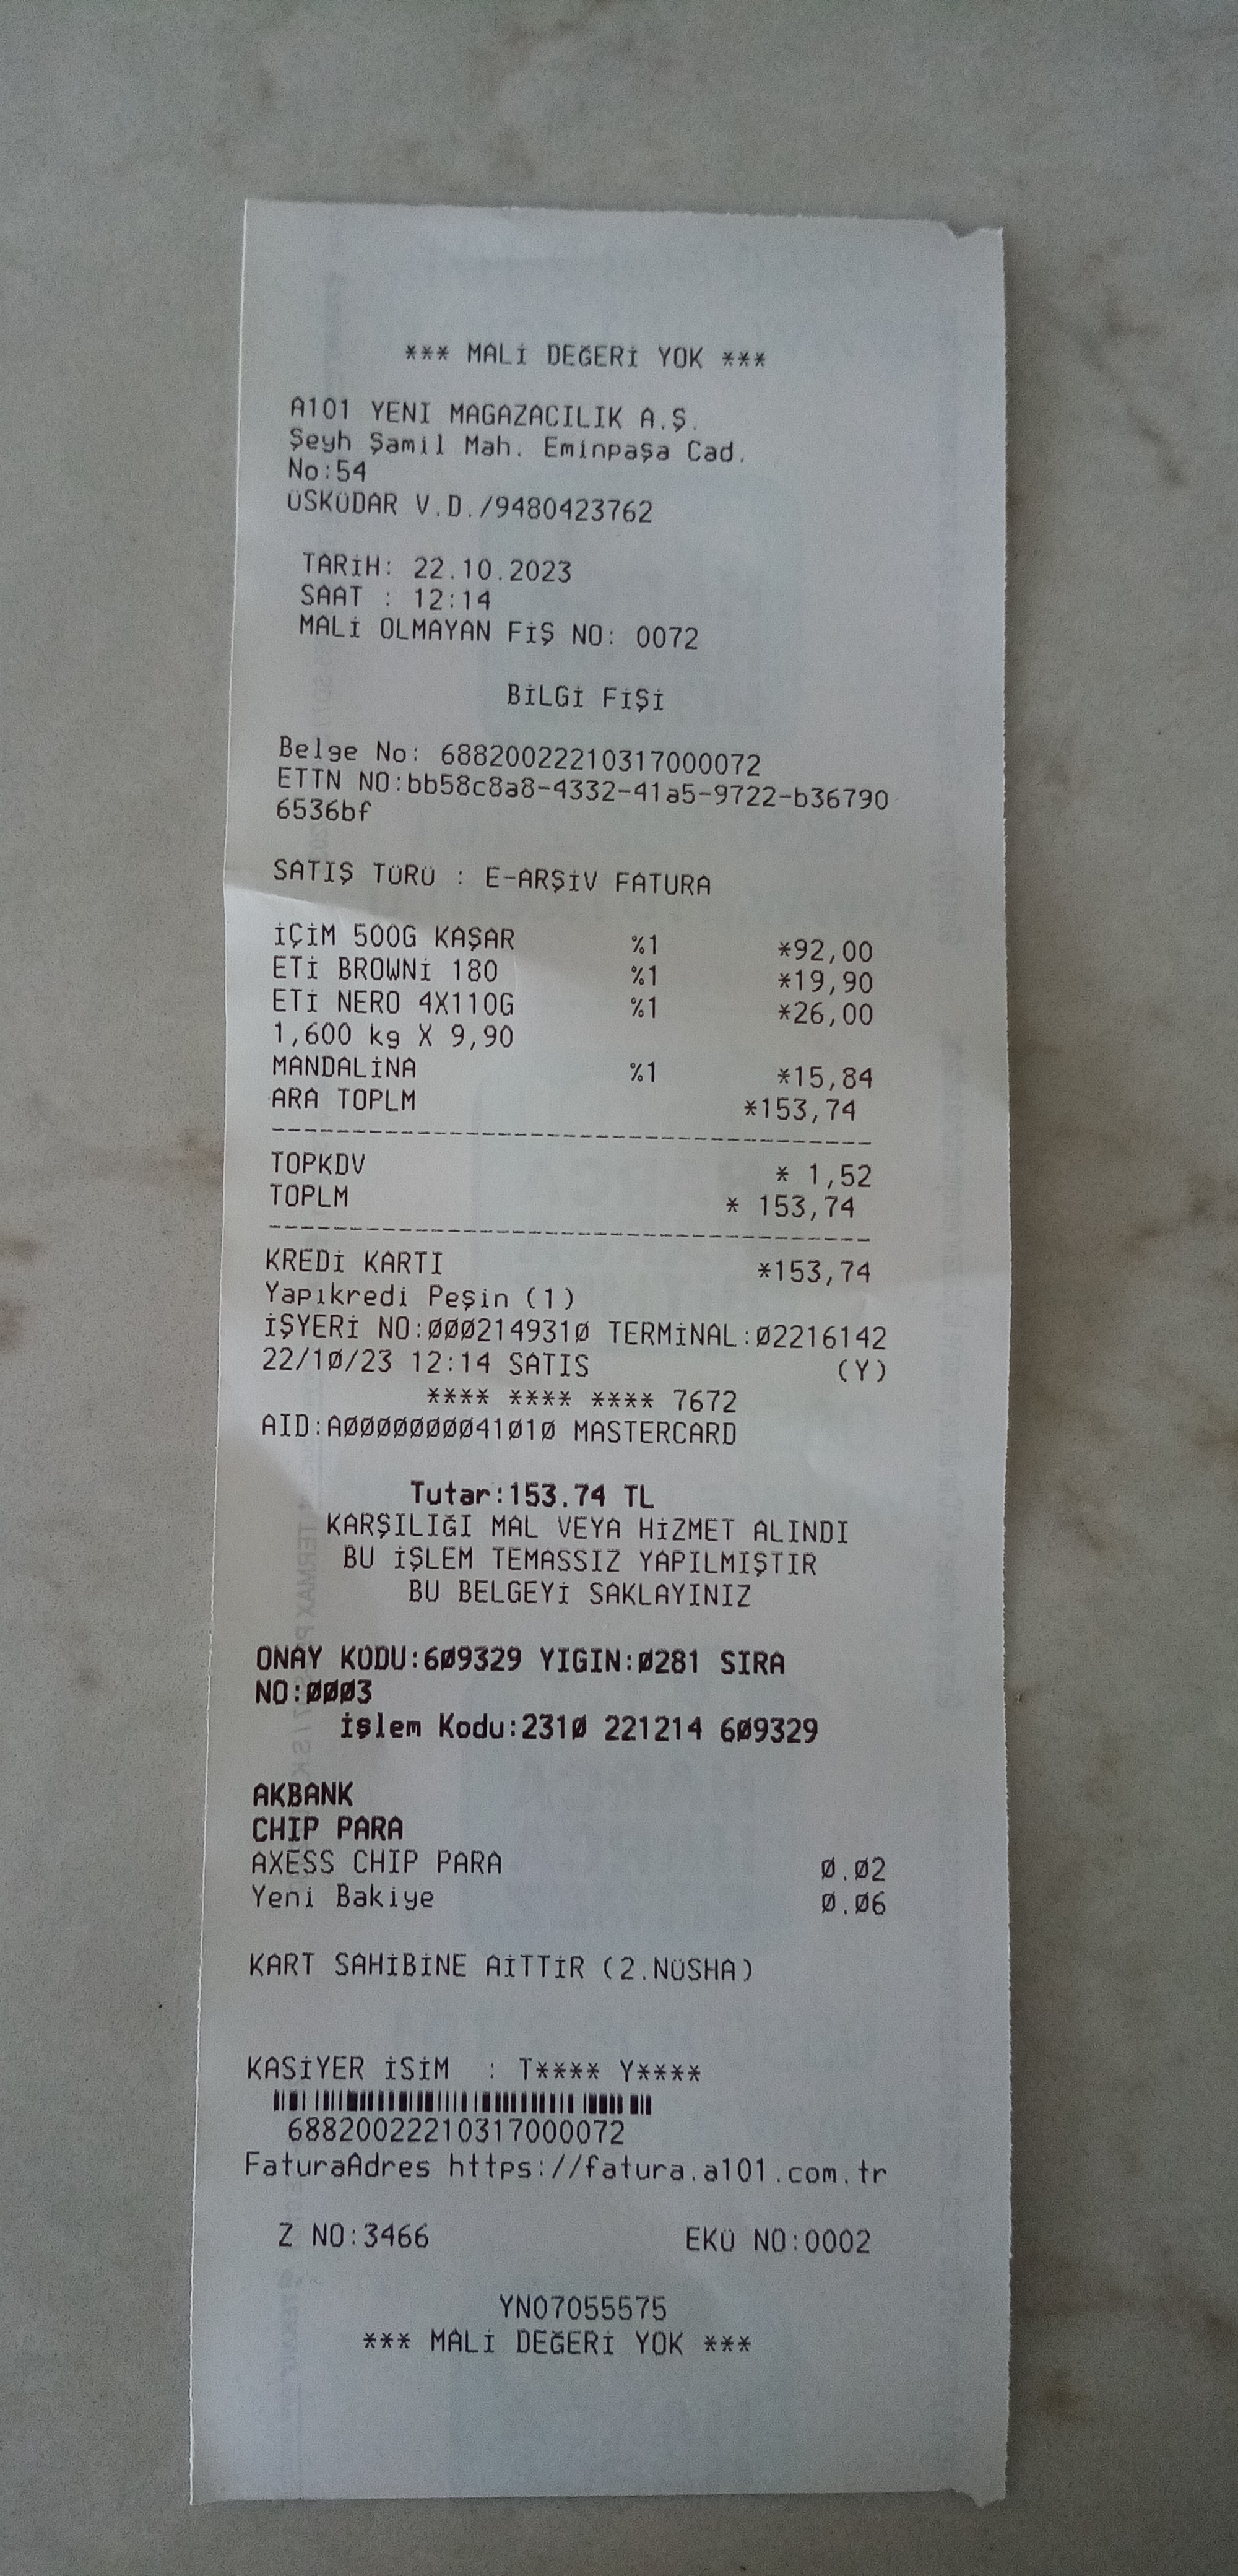 *** MALİ DEĞERİ YOK ***
A101 YENI MAGAZACILIK A.Ş.
Şeyh Şamil Mah. Eminpaşa Cad.
No:54
ÜSKÜDAR V.D./9480423762
TARİH: 22.10.2023
SAAT : 12:14
MALİ OLMAYAN FİŞ NO: 0072
BİLGİ FİŞİ
Belge No: 68820022210317000072
ETTN NO:bb58c8a8-4332-41a5-9722-b36790
6536bf
SATIŞ TÜRÜ : E-ARŞİV FATURA
İÇİM 500G KAŞAR %1 *92,00
ETİ BROWNİ 180 %1 *19,90
ETİ NERO 4X110G %1 *26,00
1,600 kg X 9,90
MANDALİNA %1 *15,84
ARA TOPLM *153,74
TOPKDV * 1,52
TOPLM * 153,74
KREDİ KARTI *153,74
Yapıkredi Peşin (1)
İŞYERİ NO:0002149310 TERMİNAL:02216142
22/10/23 12:14 SATIS (Y)
**** **** **** 7672
AID:A0000000041010 MASTERCARD
Tutar:153.74 TL
KARŞILIĞI MAL VEYA HİZMET ALINDI
BU İŞLEM TEMASSIZ YAPILMIŞTIR
BU BELGEYİ SAKLAYINIZ
ONAY KODU:609329 YIGIN:0281 SIRA
NO:0003
İşlem Kodu:2310 221214 609329
AKBANK
CHIP PARA
AXESS CHIP PARA 0.02
Yeni Bakiye 0.06
KART SAHİBİNE AİTTİR (2.NÜSHA)
KASİYER İSİM : T**** Y****
68820022210317000072
FaturaAdres https://fatura.a101.com.tr
Z NO:3466 EKÜ NO:0002
YN07055575
*** MALİ DEĞERİ YOK ***